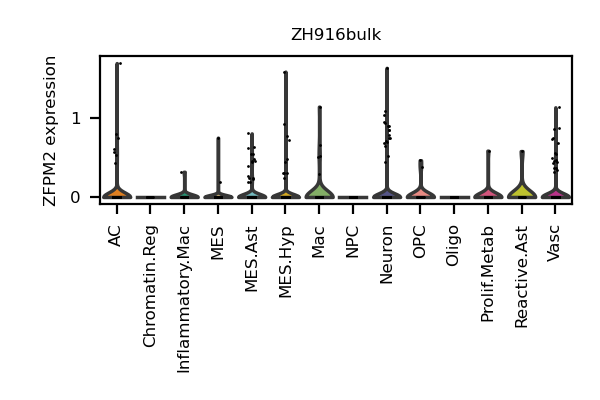 ZH916bulk
ZFPM2 expression
1
0
AC
Chromatin.Reg
Inflammatory.Mac
MES
MES.Ast
MES.Hyp
Mac
NPC
Neuron
OPC
Oligo
Prolif.Metab
Reactive.Ast
Vasc